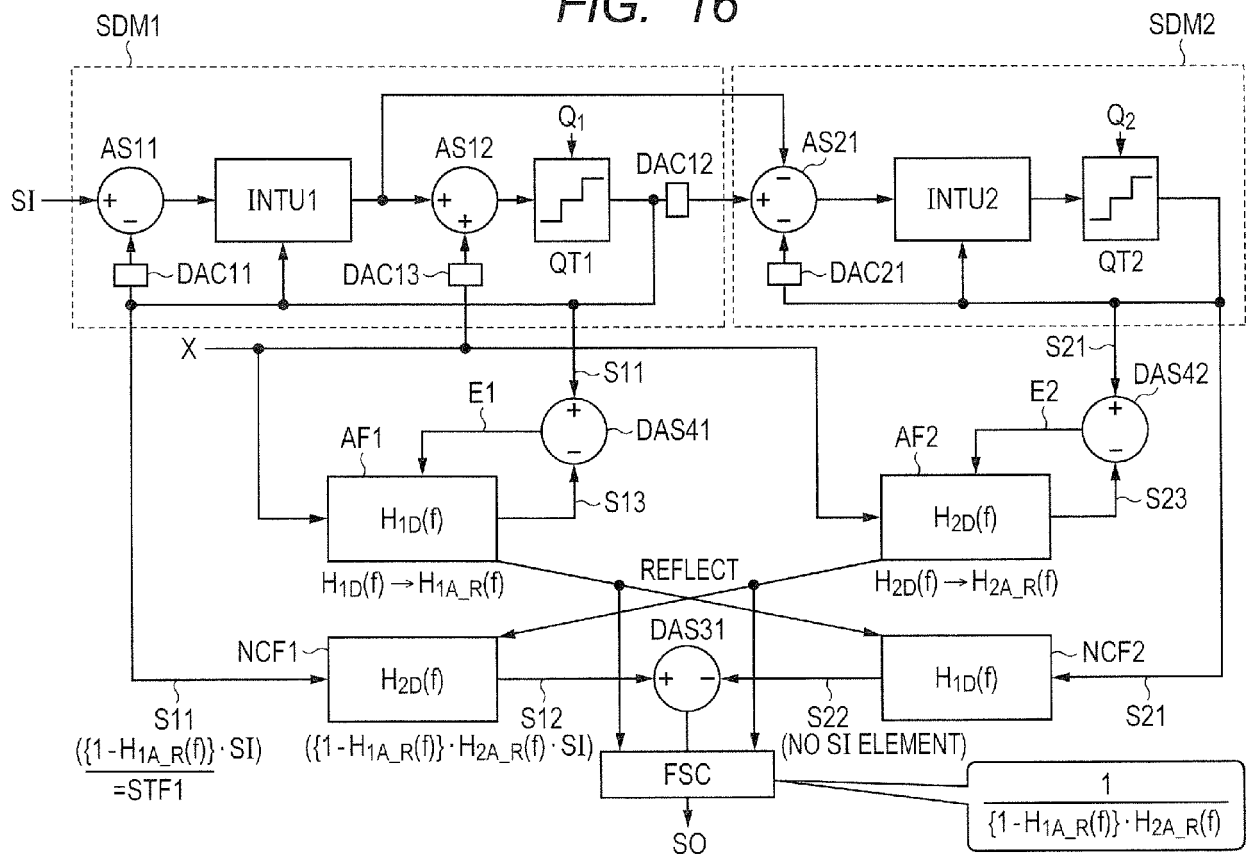 FIG. 16
SDM1
SDM2
AS11
INTU1
AS12
Q1
DAC12
AS21
INTU2
Q2
SI
+
−
+
+
−
+
−
DAC11
DAC13
QT1
DAC21
QT2
X
S11
S21
E1
+
−
DAS41
E2
+
−
DAS42
AF1
H1D(f)
S13
AF2
H2D(f)
S23
H1D(f) → H1A_R(f)
REFLECT
H2D(f) → H2A_R(f)
NCF1
H2D(f)
DAS31
+
−
H1D(f)
NCF2
S11
S12
S22
S21
({1-H1A_R(f)}·SI)
=STF1
({1-H1A_R(f)}·H2A_R(f)·SI)
(NO SI ELEMENT)
FSC
SO
1
{1-H1A_R(f)}·H2A_R(f)